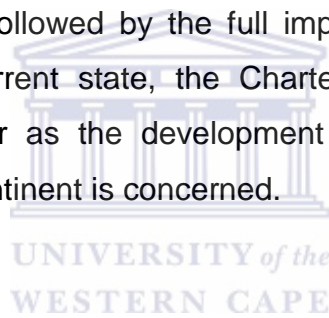 ollowed by the full imp
rrent state, the Charte
r as the development
ntinent is concerned.
UNIVERSITY of the
WESTERN CAPE